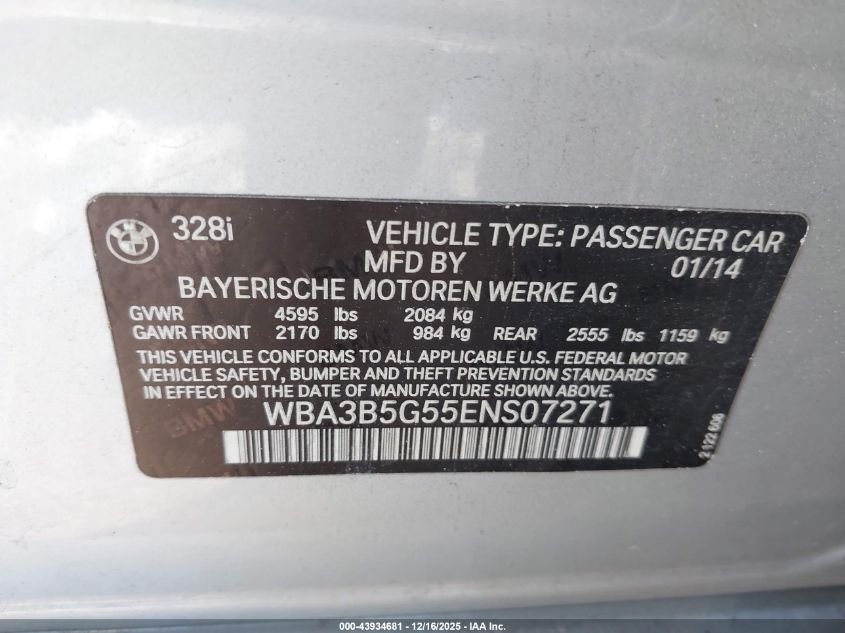 328i VEHICLE TYPE: PASSENGER CAR
MFD BY 01/14
BAYERISCHE MOTOREN WERKE AG
GVWR 4595 lbs 2084 kg
GAWR FRONT 2170 lbs 984 kg REAR 2555 lbs 1159 kg
THIS VEHICLE CONFORMS TO ALL APPLICABLE U.S. FEDERAL MOTOR
VEHICLE SAFETY, BUMPER AND THEFT PREVENTION STANDARDS
IN EFFECT ON THE DATE OF MANUFACTURE SHOWN ABOVE.
WBA3B5G55ENS07271
2 122 606
000-43934681 - 12/16/2025 - IAA Inc.